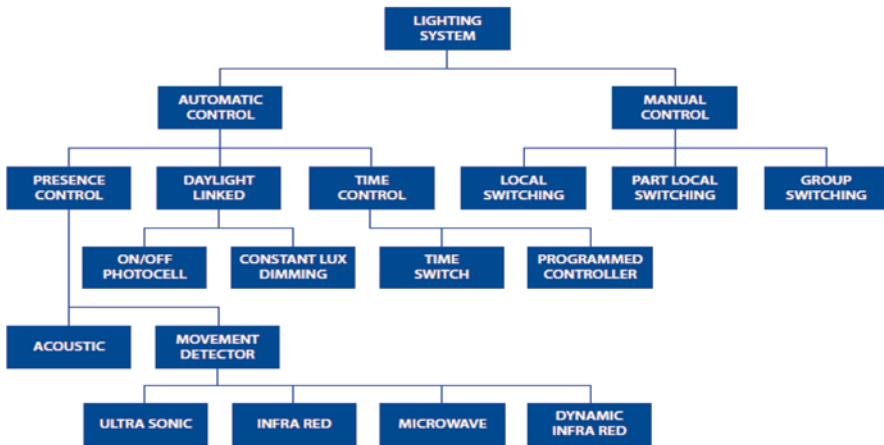 LIGHTING
SYSTEM
AUTOMATIC
CONTROL
MANUAL
CONTROL
PRESENCE
CONTROL
DAYLIGHT
LINKED
TIME
CONTROL
LOCAL
SWITCHING
PART LOCAL
SWITCHING
GROUP
SWITCHING
ON/OFF
PHOTOCELL
CONSTANT LUX
DIMMING
TIME
SWITCH
PROGRAMMED
CONTROLLER
ACOUSTIC
MOVEMENT
DETECTOR
ULTRA SONIC
INFRA RED
MICROWAVE
DYNAMIC
INFRA RED